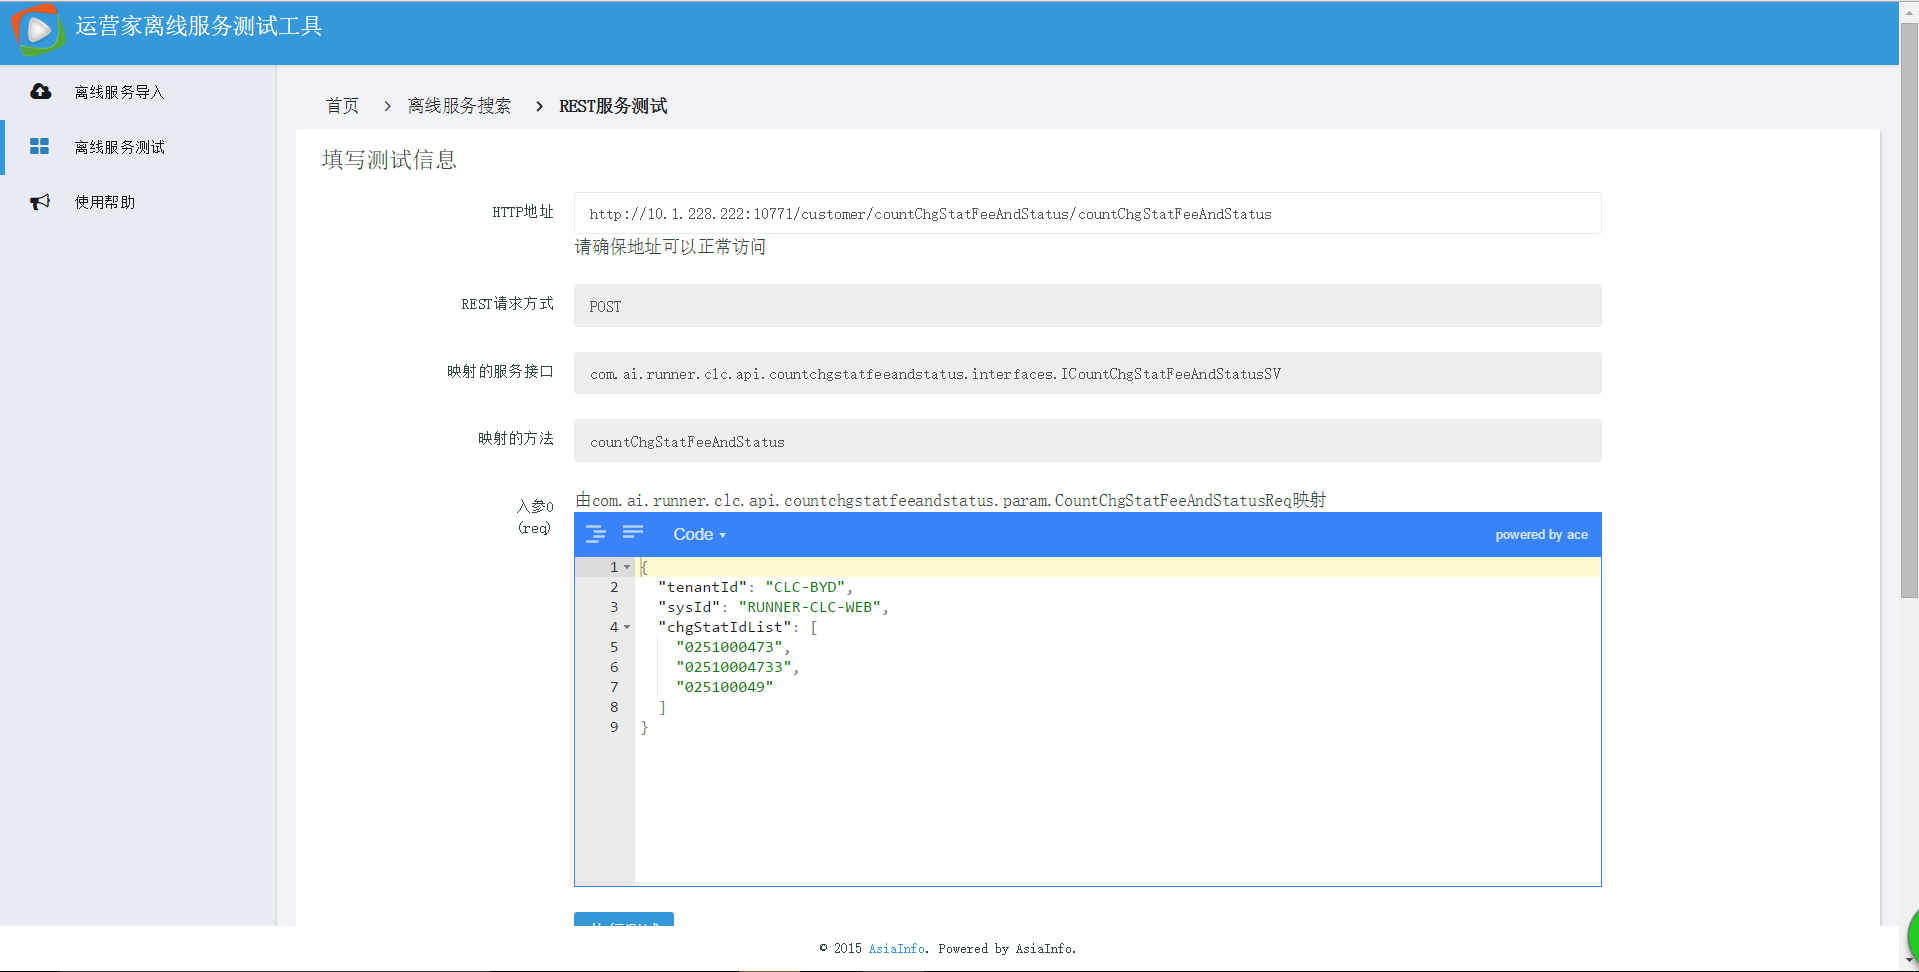 运营家离线服务测试工具
离线服务导入
离线服务测试
使用帮助
首页 > 离线服务搜索 > REST服务测试
填写测试信息
HTTP地址
http://10.1.228.222:10771/customer/countChgStatFeeAndStatus/countChgStatFeeAndStatus
请确保地址可以正常访问
REST请求方式
POST
映射的服务接口
com.ai.runner.clc.api.countchgstatfeeandstatus.interfaces.ICountChgStatFeeAndStatusSV
映射的方法
countChgStatFeeAndStatus
入参0
(req)
由com.ai.runner.clc.api.countchgstatfeeandstatus.param.CountChgStatFeeAndStatusReq映射
Code ▾ powered by ace
1 {
2 "tenantId": "CLC-BYD",
3 "sysId": "RUNNER-CLC-WEB",
4 "chgStatIdList": [
5 "0251000473",
6 "02510004733",
7 "025100049"
8 ]
9 }
执行测试
© 2015 AsiaInfo. Powered by AsiaInfo.